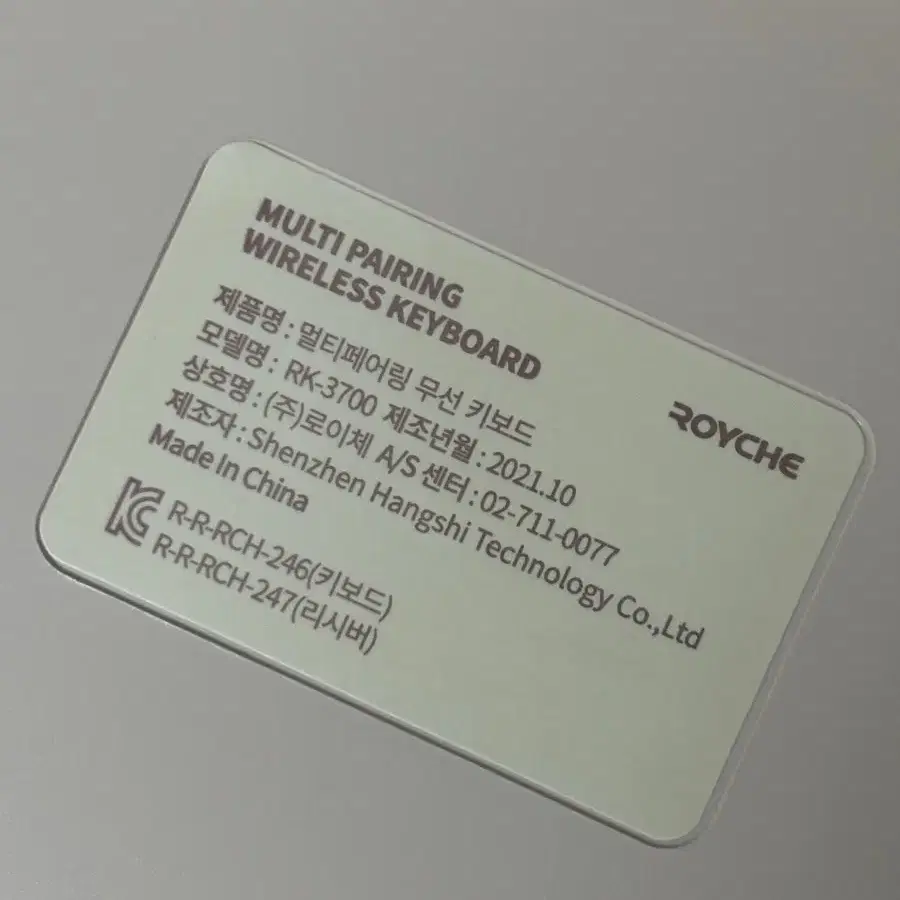 MULTI PAIRING
WIRELESS KEYBOARD
제품명 : 멀티페어링 무선 키보드
모델명 : RK-3700 제조년월 : 2021.10
상호명 : (주)로이체 A/S 센터 : 02-711-0077
제조자 : Shenzhen Hangshi Technology Co.,Ltd
Made In China
R-R-RCH-246(키보드)
R-R-RCH-247(리시버)
ROYCHE